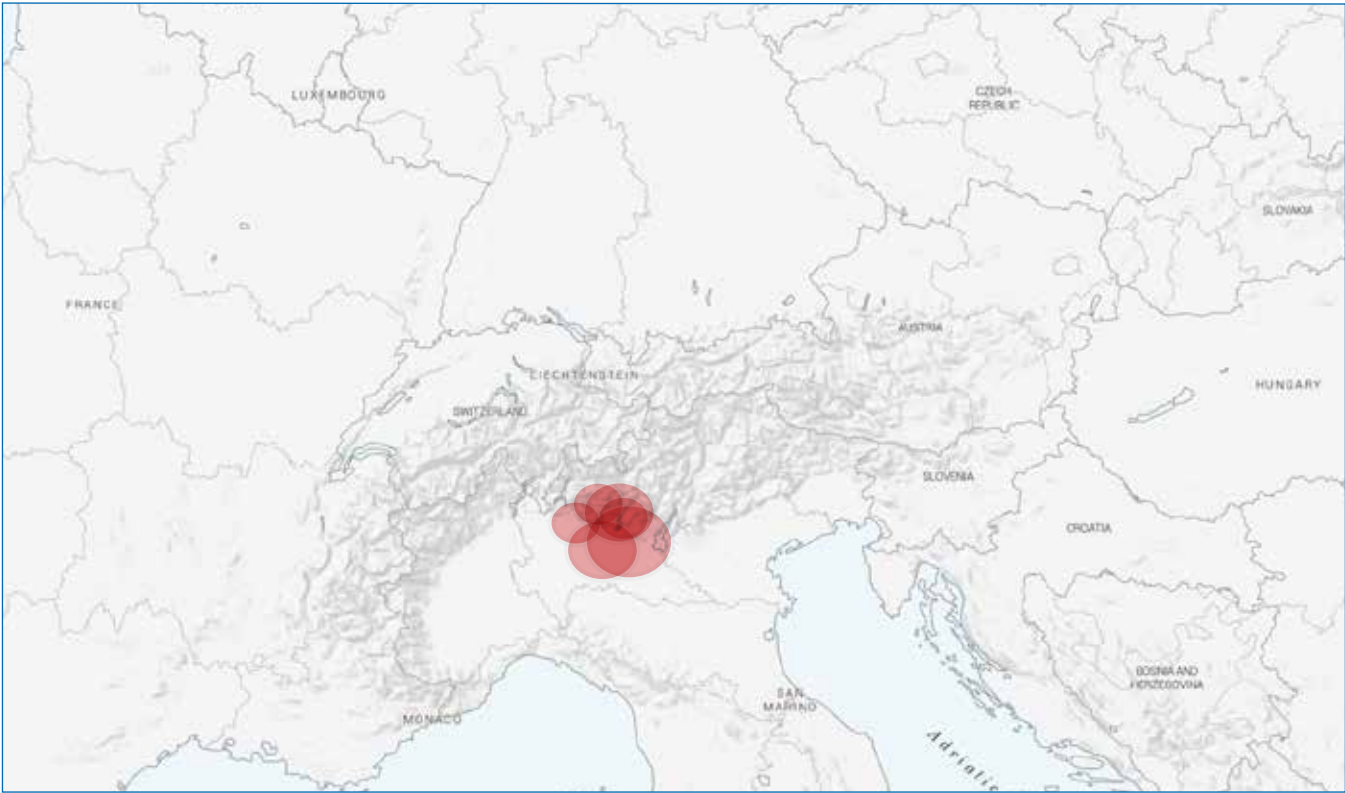 LUXEMBOURG
CZECH
REPUBLIC
SLOVAKIA
FRANCE
AUSTRIA
LIECHTENSTEIN
HUNGARY
SWITZERLAND
SLOVENIA
CROATIA
BOSNIA AND
HERZEGOVINA
SAN
MARINO
MONACO
Adriatic